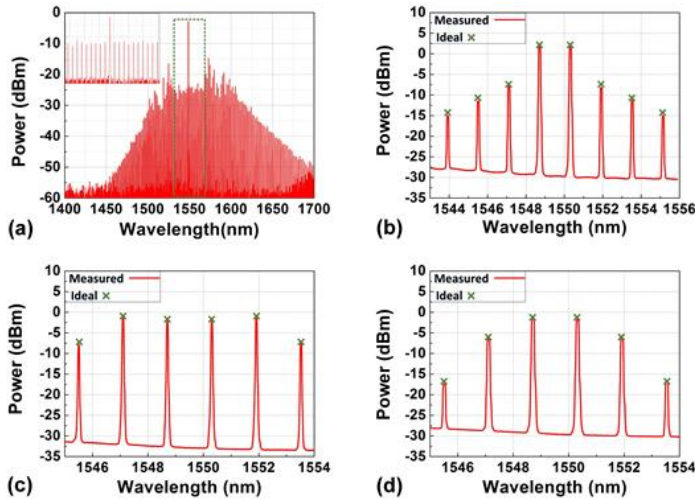 0
-10
-20
-30
-40
-50
-60
Power (dBm)
1400 1450 1500 1550 1600 1650 1700
Wavelength(nm)
(a)
Measured
Ideal ×
10
5
0
-5
-10
-15
-20
-25
-30
-35
Power (dBm)
1544 1546 1548 1550 1552 1554 1556
Wavelength (nm)
(b)
Measured
Ideal ×
10
5
0
-5
-10
-15
-20
-25
-30
-35
Power (dBm)
1546 1548 1550 1552 1554
Wavelength (nm)
(c)
Measured
Ideal ×
10
5
0
-5
-10
-15
-20
-25
-30
-35
Power (dBm)
1546 1548 1550 1552 1554
Wavelength (nm)
(d)